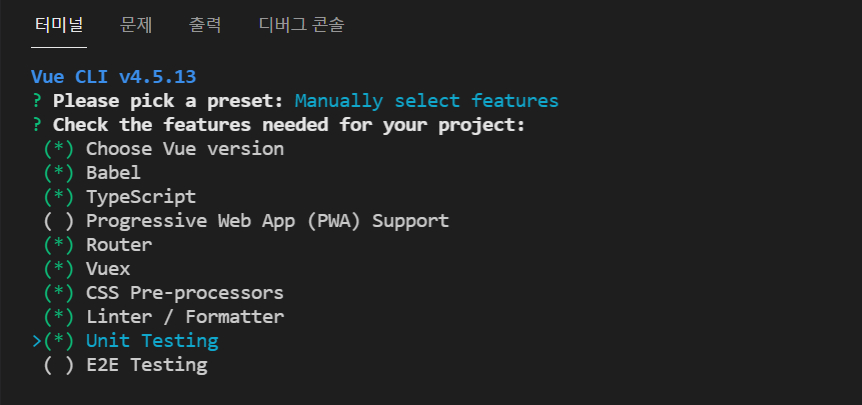 터미널 문제 출력 디버그 콘솔
Vue CLI v4.5.13
? Please pick a preset: Manually select features
? Check the features needed for your project:
(*) Choose Vue version
(*) Babel
(*) TypeScript
( ) Progressive Web App (PWA) Support
(*) Router
(*) Vuex
(*) CSS Pre-processors
(*) Linter / Formatter
>(*) Unit Testing
( ) E2E Testing